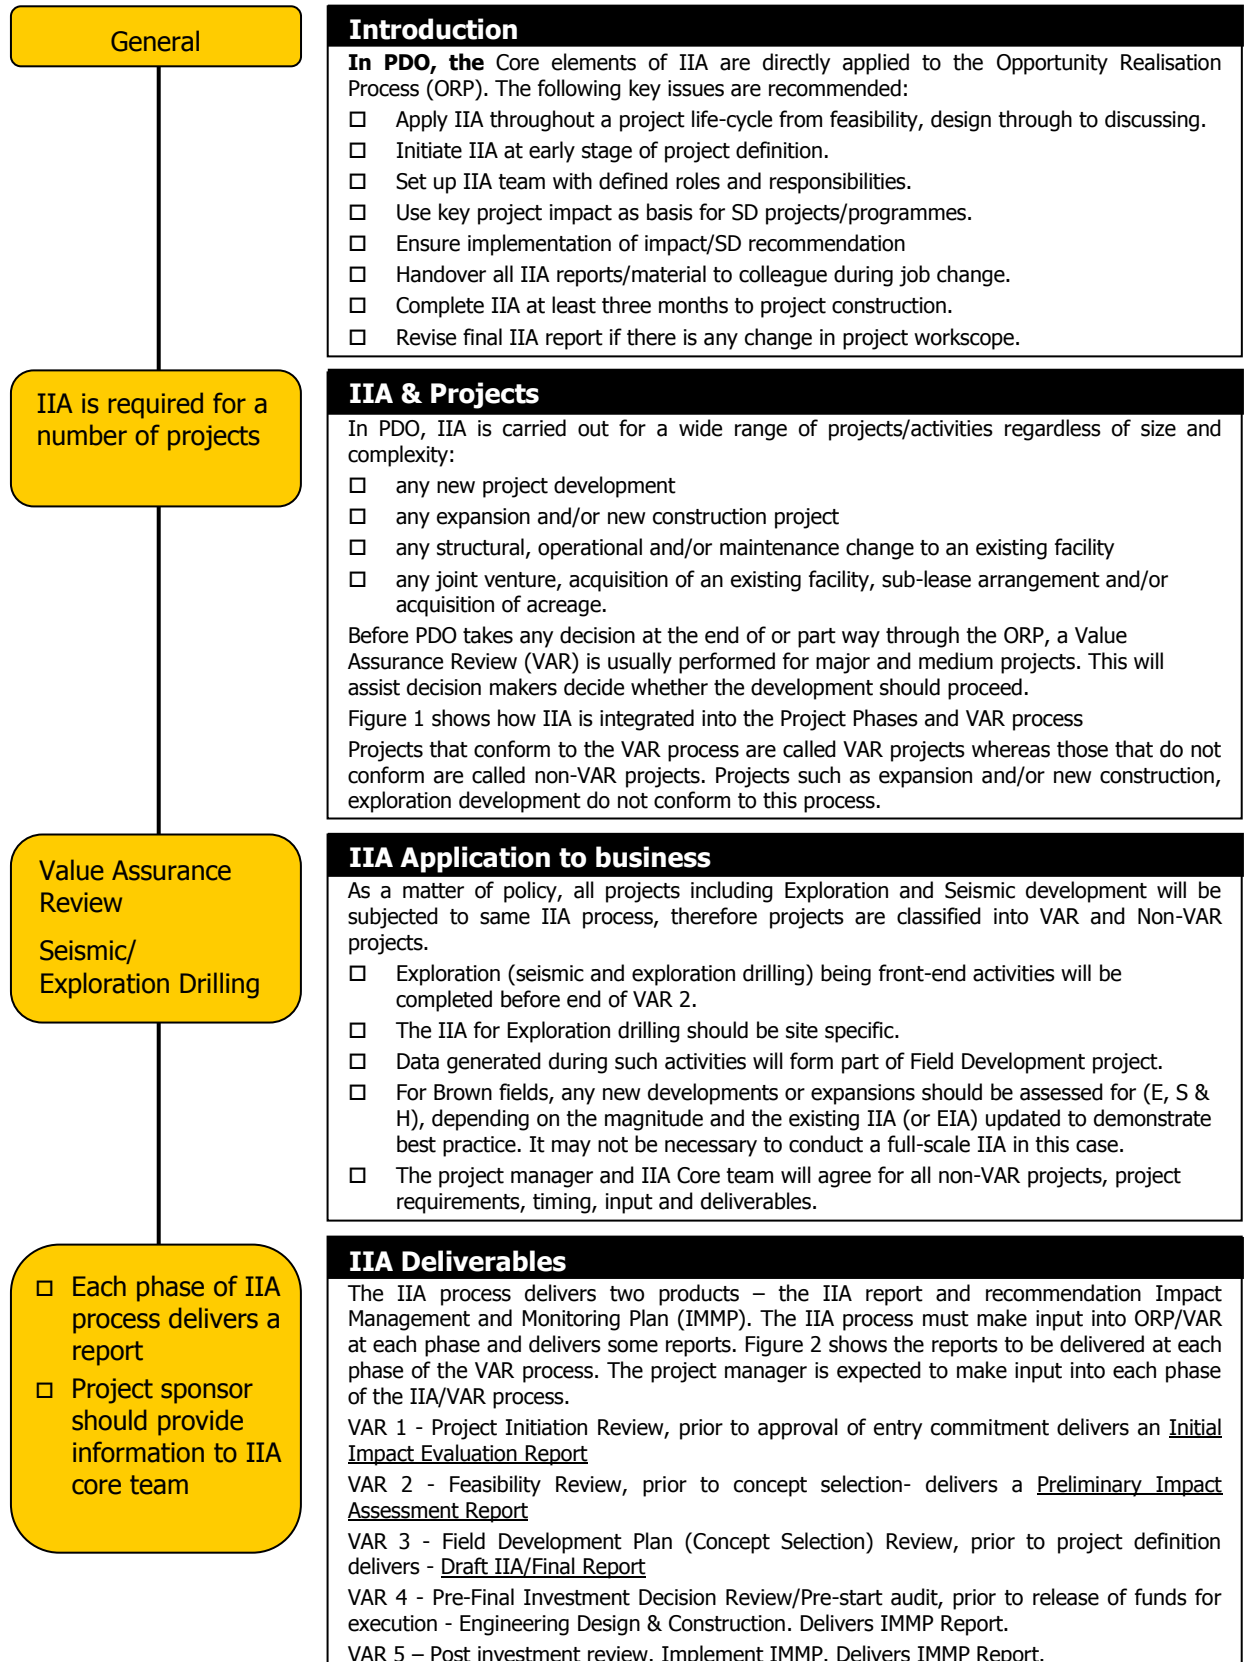 General
Introduction
In PDO, the Core elements of IIA are directly applied to the Opportunity Realisation
Process (ORP). The following key issues are recommended:
☐ Apply IIA throughout a project life-cycle from feasibility, design through to discussing.
☐ Initiate IIA at early stage of project definition.
☐ Set up IIA team with defined roles and responsibilities.
☐ Use key project impact as basis for SD projects/programmes.
☐ Ensure implementation of impact/SD recommendation
☐ Handover all IIA reports/material to colleague during job change.
☐ Complete IIA at least three months to project construction.
☐ Revise final IIA report if there is any change in project workscope.
IIA is required for a
number of projects
IIA & Projects
In PDO, IIA is carried out for a wide range of projects/activities regardless of size and
complexity:
☐ any new project development
☐ any expansion and/or new construction project
☐ any structural, operational and/or maintenance change to an existing facility
☐ any joint venture, acquisition of an existing facility, sub-lease arrangement and/or
acquisition of acreage.
Before PDO takes any decision at the end of or part way through the ORP, a Value
Assurance Review (VAR) is usually performed for major and medium projects. This will
assist decision makers decide whether the development should proceed.
Figure 1 shows how IIA is integrated into the Project Phases and VAR process
Projects that conform to the VAR process are called VAR projects whereas those that do not
conform are called non-VAR projects. Projects such as expansion and/or new construction,
exploration development do not conform to this process.
Value Assurance
Review
Seismic/
Exploration Drilling
IIA Application to business
As a matter of policy, all projects including Exploration and Seismic development will be
subjected to same IIA process, therefore projects are classified into VAR and Non-VAR
projects.
☐ Exploration (seismic and exploration drilling) being front-end activities will be
completed before end of VAR 2.
☐ The IIA for Exploration drilling should be site specific.
☐ Data generated during such activities will form part of Field Development project.
☐ For Brown fields, any new developments or expansions should be assessed for (E, S &
H), depending on the magnitude and the existing IIA (or EIA) updated to demonstrate
best practice. It may not be necessary to conduct a full-scale IIA in this case.
☐ The project manager and IIA Core team will agree for all non-VAR projects, project
requirements, timing, input and deliverables.
☐ Each phase of IIA
process delivers a
report
☐ Project sponsor
should provide
information to IIA
core team
IIA Deliverables
The IIA process delivers two products – the IIA report and recommendation Impact
Management and Monitoring Plan (IMMP). The IIA process must make input into ORP/VAR
at each phase and delivers some reports. Figure 2 shows the reports to be delivered at each
phase of the VAR process. The project manager is expected to make input into each phase
of the IIA/VAR process.
VAR 1 - Project Initiation Review, prior to approval of entry commitment delivers an Initial
Impact Evaluation Report
VAR 2 - Feasibility Review, prior to concept selection- delivers a Preliminary Impact
Assessment Report
VAR 3 - Field Development Plan (Concept Selection) Review, prior to project definition
delivers - Draft IIA/Final Report
VAR 4 - Pre-Final Investment Decision Review/Pre-start audit, prior to release of funds for
execution - Engineering Design & Construction. Delivers IMMP Report.
VAR 5 – Post investment review. Implement IMMP. Delivers IMMP Report.